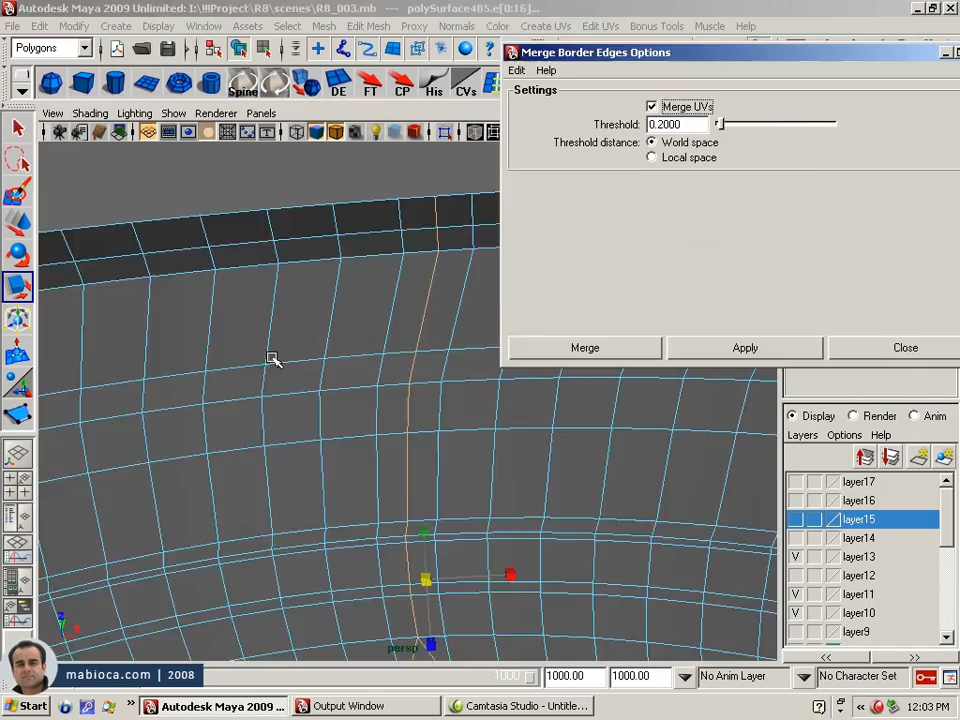 Autodesk Maya 2009 Unlimited: I:\!!!Project\R8\scenes\R8_003.mb --- polySurface485.e[0:16]...
File Edit Modify Create Display Window Assets Select Mesh Edit Mesh Proxy Normals Color Create UVs Edit UVs Bonus Tools Muscle Help
Polygons
Spine DE FT CP His CVs
View Shading Lighting Show Renderer Panels
Merge Border Edges Options
Edit Help
Settings
Merge UVs
Threshold: 0.2000
Threshold distance: World space
Local space
Merge Apply Close
Display Render Anim
Layers Options Help
layer17
layer16
layer15
layer14
V layer13
layer12
V layer11
V layer10
layer9
<< >>
persp
mabioca.com | 2008
1000 1000.00 1000.00 No Anim Layer No Character Set
Start Autodesk Maya 2009 ... Output Window Camtasia Studio - Untitle... 12:03 PM